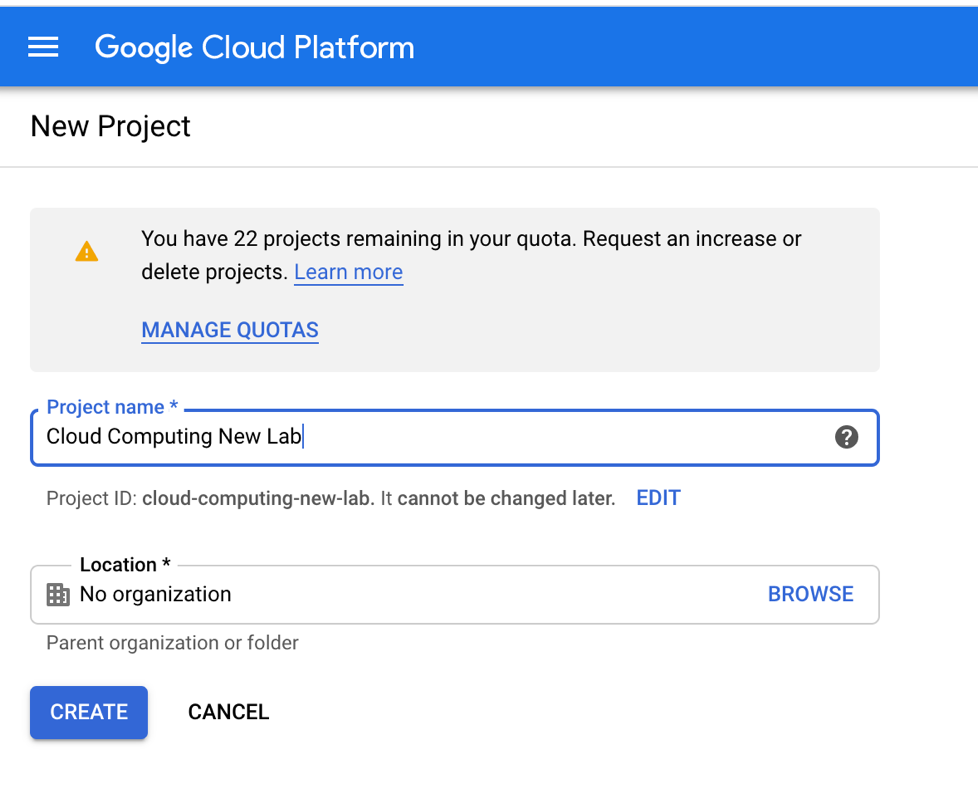 Google Cloud Platform
New Project
You have 22 projects remaining in your quota. Request an increase or
delete projects. Learn more
MANAGE QUOTAS
Project name *
Cloud Computing New Lab
Project ID: cloud-computing-new-lab. It cannot be changed later. EDIT
Location *
No organization BROWSE
Parent organization or folder
CREATE CANCEL